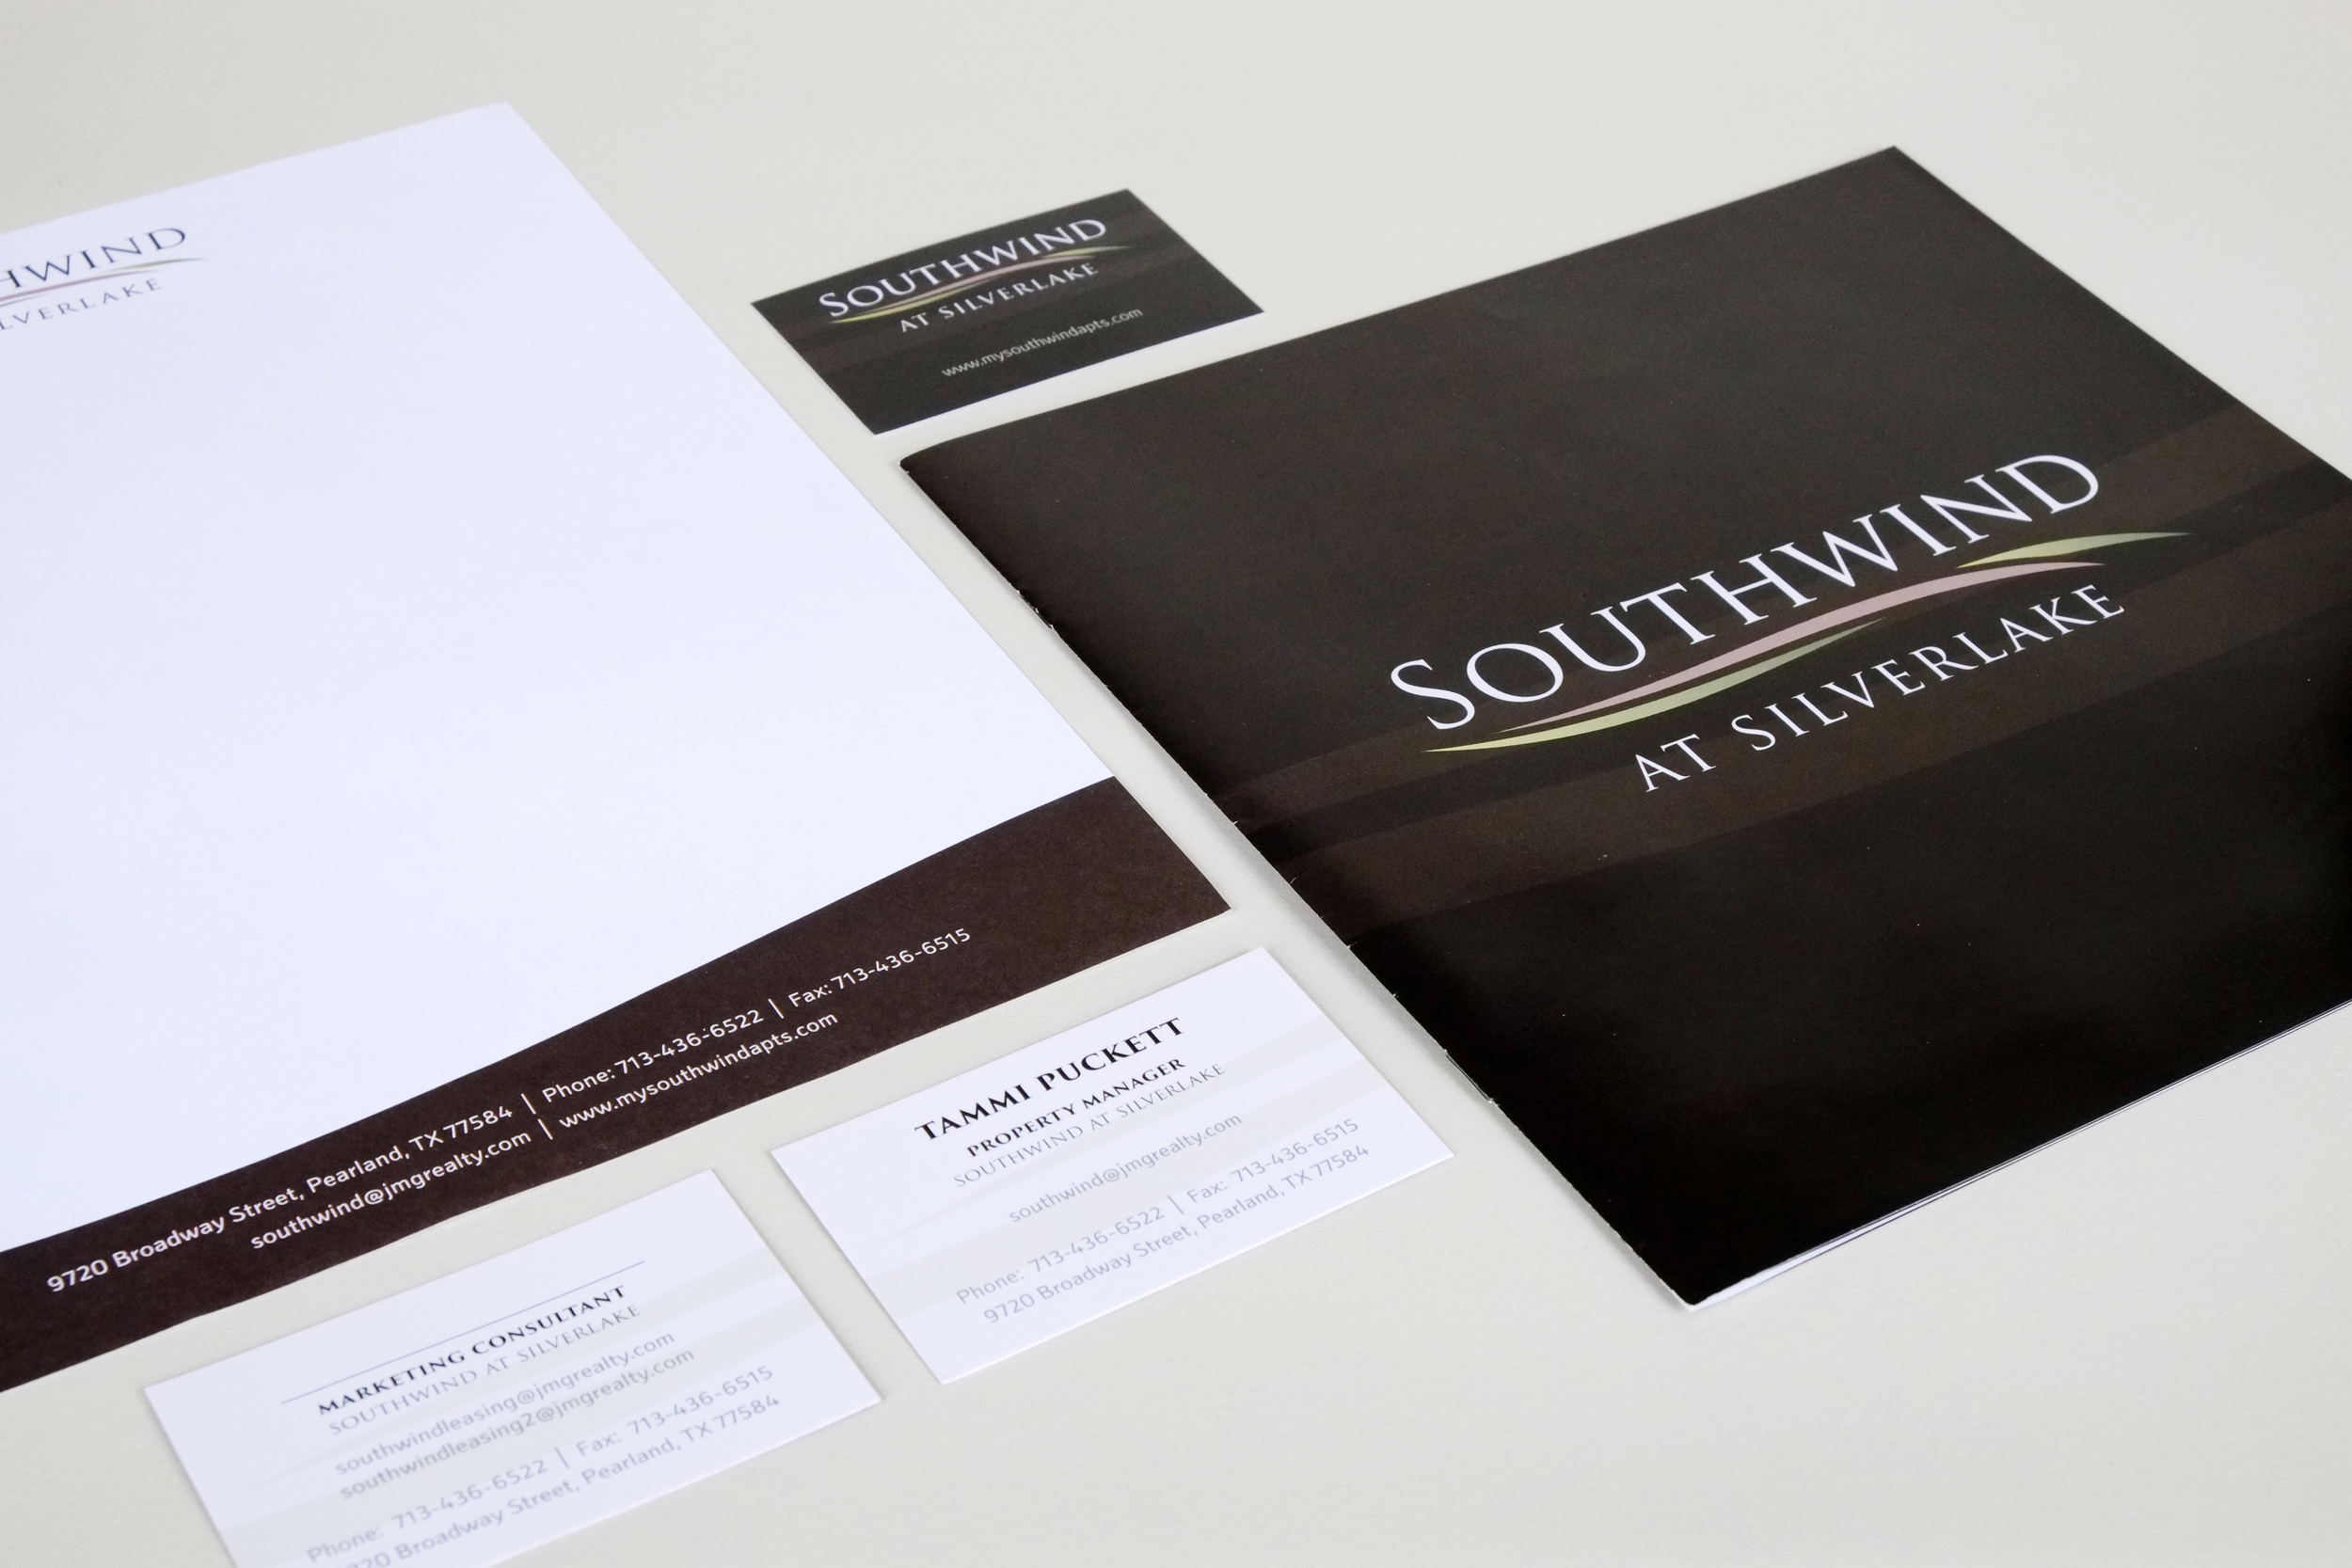 HWIND
LVERLAKE
9720 Broadway Street, Pearland, TX 77584 | Phone: 713-436-6522 | Fax: 713-436-6515
southwind@jmgrealty.com | www.mysouthwindapts.com
SOUTHWIND
AT SILVERLAKE
www.mysouthwindapts.com
SOUTHWIND
AT SILVERLAKE
TAMMI PUCKETT
PROPERTY MANAGER
SOUTHWIND AT SILVERLAKE
southwind@jmgrealty.com
Phone: 713-436-6522 | Fax: 713-436-6515
9720 Broadway Street, Pearland, TX 77584
MARKETING CONSULTANT
SOUTHWIND AT SILVERLAKE
southwindleasing@jmgrealty.com
southwindleasing2@jmgrealty.com
Phone: 713-436-6522 | Fax: 713-436-6515
720 Broadway Street, Pearland, TX 77584